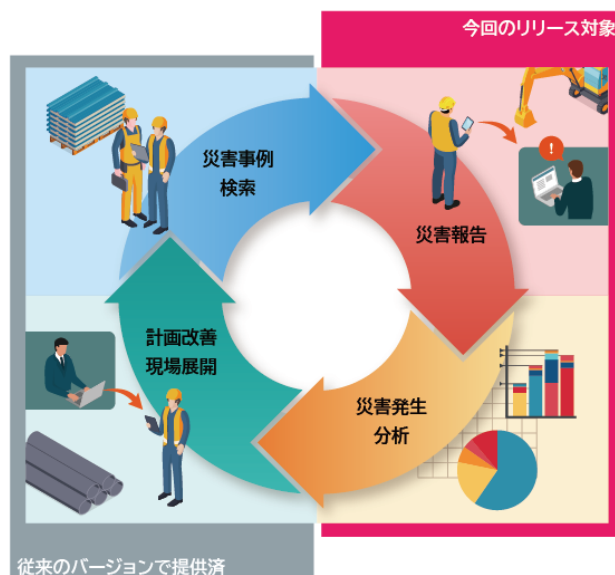 今回のリリース対象
災害事例
検索
災害報告
計画改善
現場展開
災害発生
分析
従来のバージョンで提供済